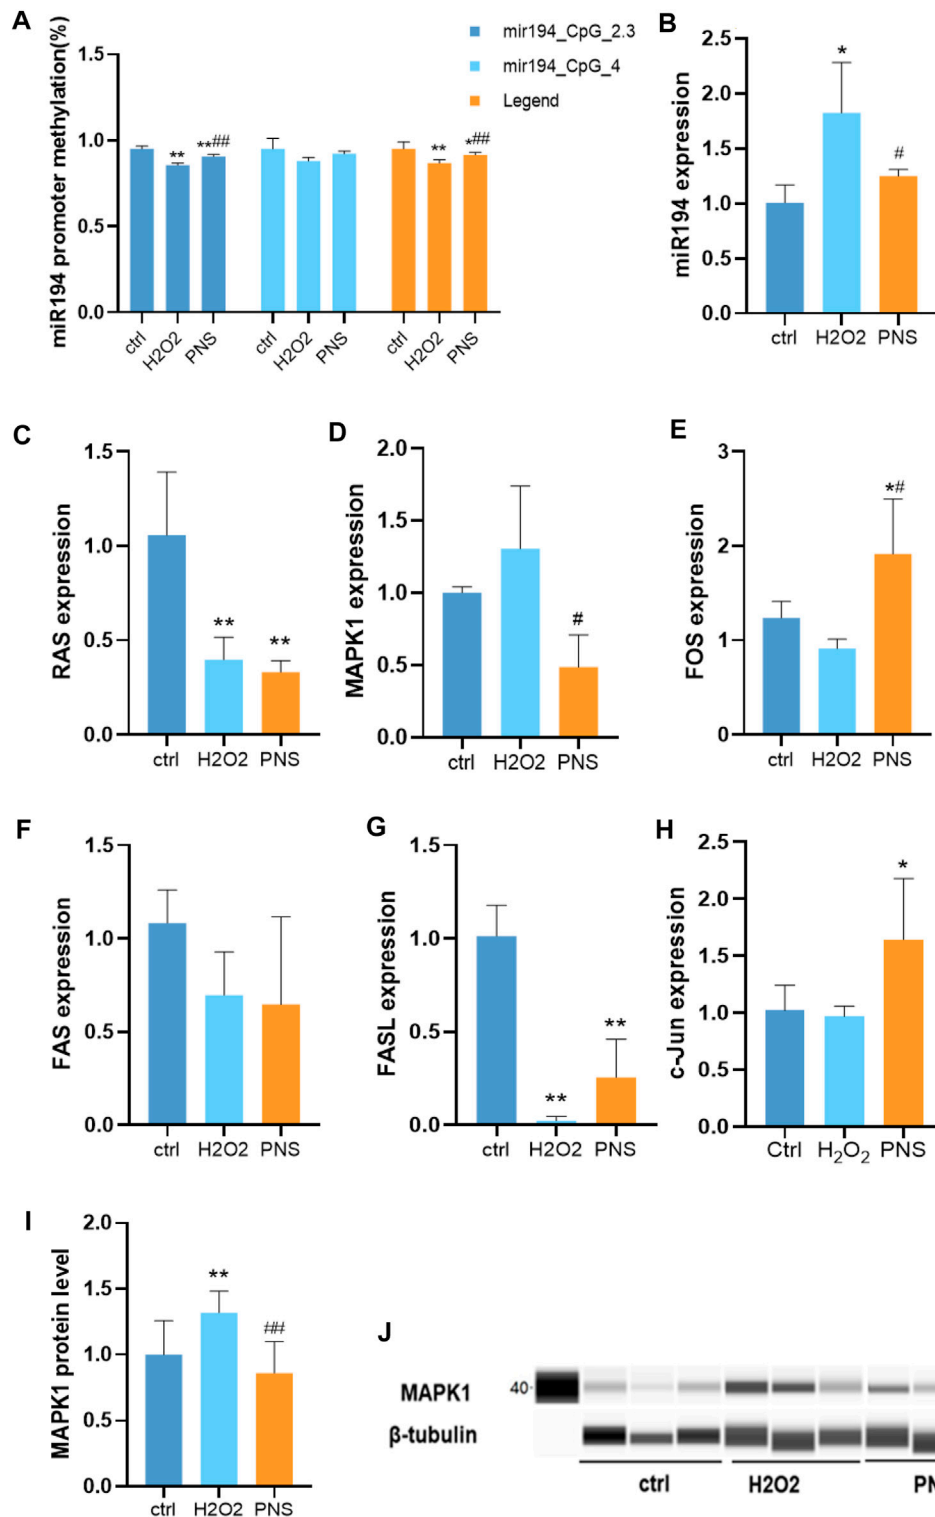 A
miR194 promoter methylation(%)
1.5
1.0
0.5
0.0
** **## ** *##
ctrl H2O2 PNS ctrl H2O2 PNS ctrl H2O2 PNS
mir194_CpG_2.3
mir194_CpG_4
Legend
B
miR194 expression
2.5
2.0
1.5
1.0
0.5
0.0
* #
ctrl H2O2 PNS
C
RAS expression
1.5
1.0
0.5
0.0
** **
ctrl H2O2 PNS
D
MAPK1 expression
2.0
1.5
1.0
0.5
0.0
#
ctrl H2O2 PNS
E
FOS expression
3
2
1
0
*#
ctrl H2O2 PNS
F
FAS expression
1.5
1.0
0.5
0.0
ctrl H2O2 PNS
G
FASL expression
1.5
1.0
0.5
0.0
** **
ctrl H2O2 PNS
H
c-Jun expression
2.5
2.0
1.5
1.0
0.5
0.0
*
Ctrl H₂O₂ PNS
I
MAPK1 protein level
2.0
1.5
1.0
0.5
0.0
** ##
ctrl H2O2 PNS
J
MAPK1 40-
β-tubulin
ctrl H2O2 PN